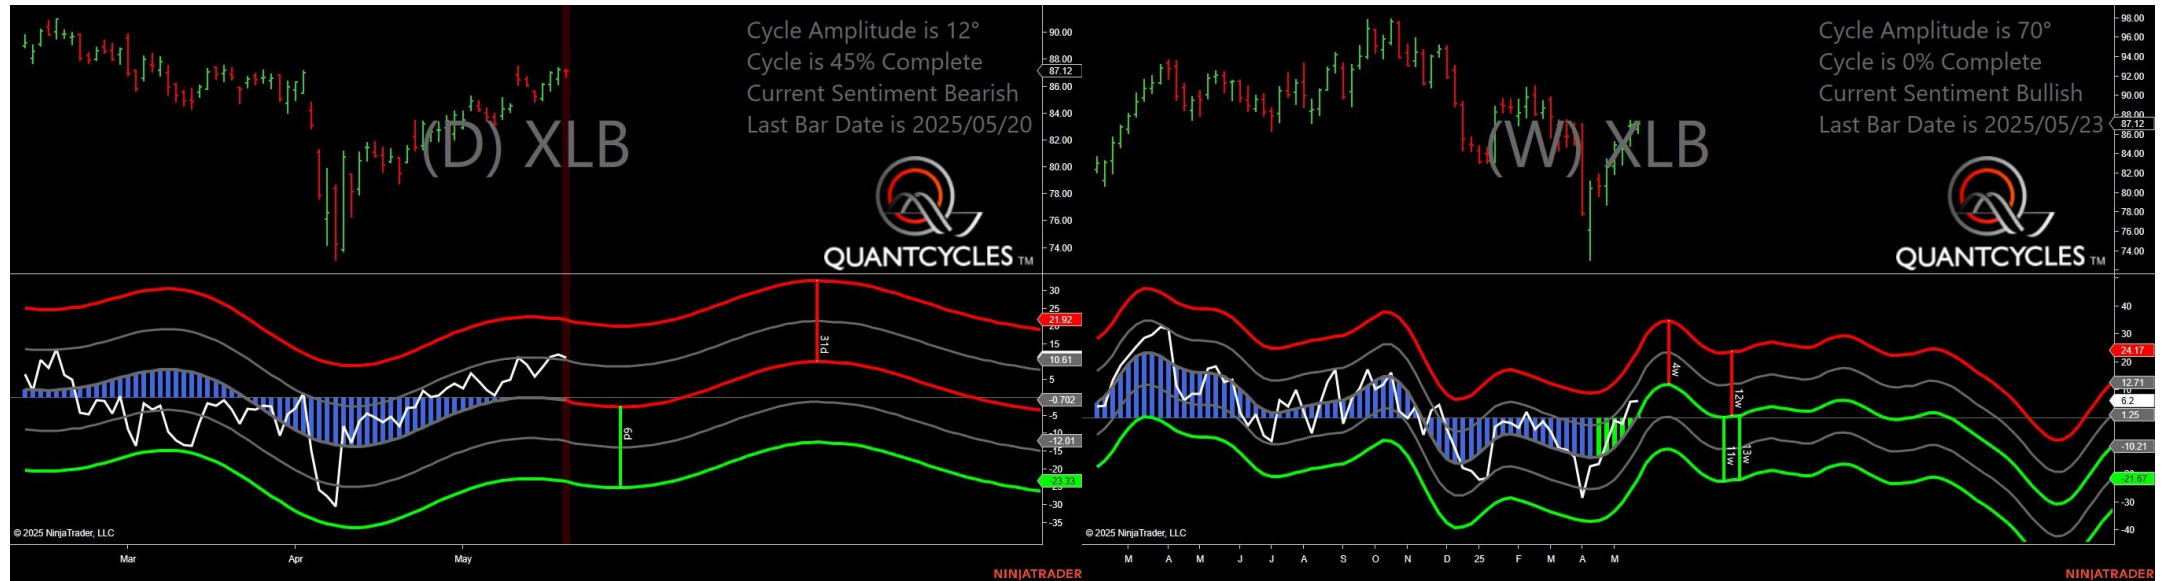 Cycle Amplitude is 12°
Cycle is 45% Complete
Current Sentiment Bearish
Last Bar Date is 2025/05/20
(D) XLB
QUANTCYCLES TM
90.00
88.00
87.12
86.00
84.00
82.00
80.00
78.00
76.00
74.00
30
25
21.92
15
10.61
5
-0.702
-5
-10
-12.01
-15
-20
-23.33
-30
-35
31d
6d
© 2025 NinjaTrader, LLC
Mar Apr May
NINJATRADER
Cycle Amplitude is 70°
Cycle is 0% Complete
Current Sentiment Bullish
Last Bar Date is 2025/05/23
(W) XLB
QUANTCYCLES TM
98.00
96.00
94.00
92.00
90.00
88.00
87.12
86.00
84.00
82.00
80.00
78.00
76.00
74.00
40
30
24.17
20
12.71
6.2
1.25
-10.21
-21.67
-30
-40
4w
12w
11w
13w
© 2025 NinjaTrader, LLC
M A M J J A S O N D 25 F M A M
NINJATRADER